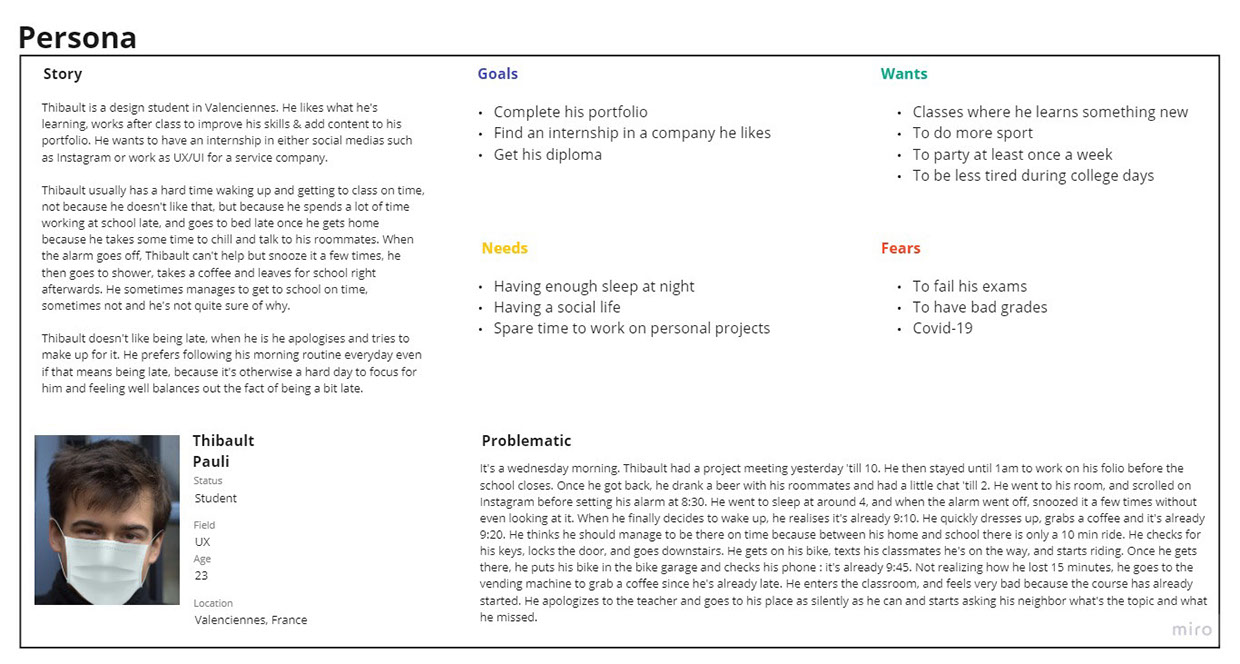 Persona
Story
Thibault is a design student in Valenciennes. He likes what he's
learning, works after class to improve his skills & add content to his
portfolio. He wants to have an internship in either social medias such
as Instagram or work as UX/UI for a service company.
Thibault usually has a hard time waking up and getting to class on time,
not because he doesn't like that, but because he spends a lot of time
working at school late, and goes to bed late once he gets home
because he takes some time to chill and talk to his roommates. When
the alarm goes off, Thibault can't help but snooze it a few times, he
then goes to shower, takes a coffee and leaves for school right
afterwards. He sometimes manages to get to school on time,
sometimes not and he's not quite sure of why.
Thibault doesn't like being late, when he is he apologises and tries to
make up for it. He prefers following his morning routine everyday even
if that means being late, because it's otherwise a hard day to focus for
him and feeling well balances out the fact of being a bit late.
Goals
• Complete his portfolio
• Find an internship in a company he likes
• Get his diploma
Wants
• Classes where he learns something new
• To do more sport
• To party at least once a week
• To be less tired during college days
Needs
• Having enough sleep at night
• Having a social life
• Spare time to work on personal projects
Fears
• To fail his exams
• To have bad grades
• Covid-19
Thibault
Pauli
Status
Student
Field
UX
Age
23
Location
Valenciennes, France
Problematic
It's a wednesday morning. Thibault had a project meeting yesterday 'till 10. He then stayed until 1am to work on his folio before the
school closes. Once he got back, he drank a beer with his roommates and had a little chat 'till 2. He went to his room, and scrolled on
Instagram before setting his alarm at 8:30. He went to sleep at around 4, and when the alarm went off, snoozed it a few times without
even looking at it. When he finally decides to wake up, he realises it's already 9:10. He quickly dresses up, grabs a coffee and it's already
9:20. He thinks he should manage to be there on time because between his home and school there is only a 10 min ride. He checks for
his keys, locks the door, and goes downstairs. He gets on his bike, texts his classmates he's on the way, and starts riding. Once he gets
there, he puts his bike in the bike garage and checks his phone : it's already 9:45. Not realizing how he lost 15 minutes, he goes to the
vending machine to grab a coffee since he's already late. He enters the classroom, and feels very bad because the course has already
started. He apologizes to the teacher and goes to his place as silently as he can and starts asking his neighbor what's the topic and what
he missed.
miro